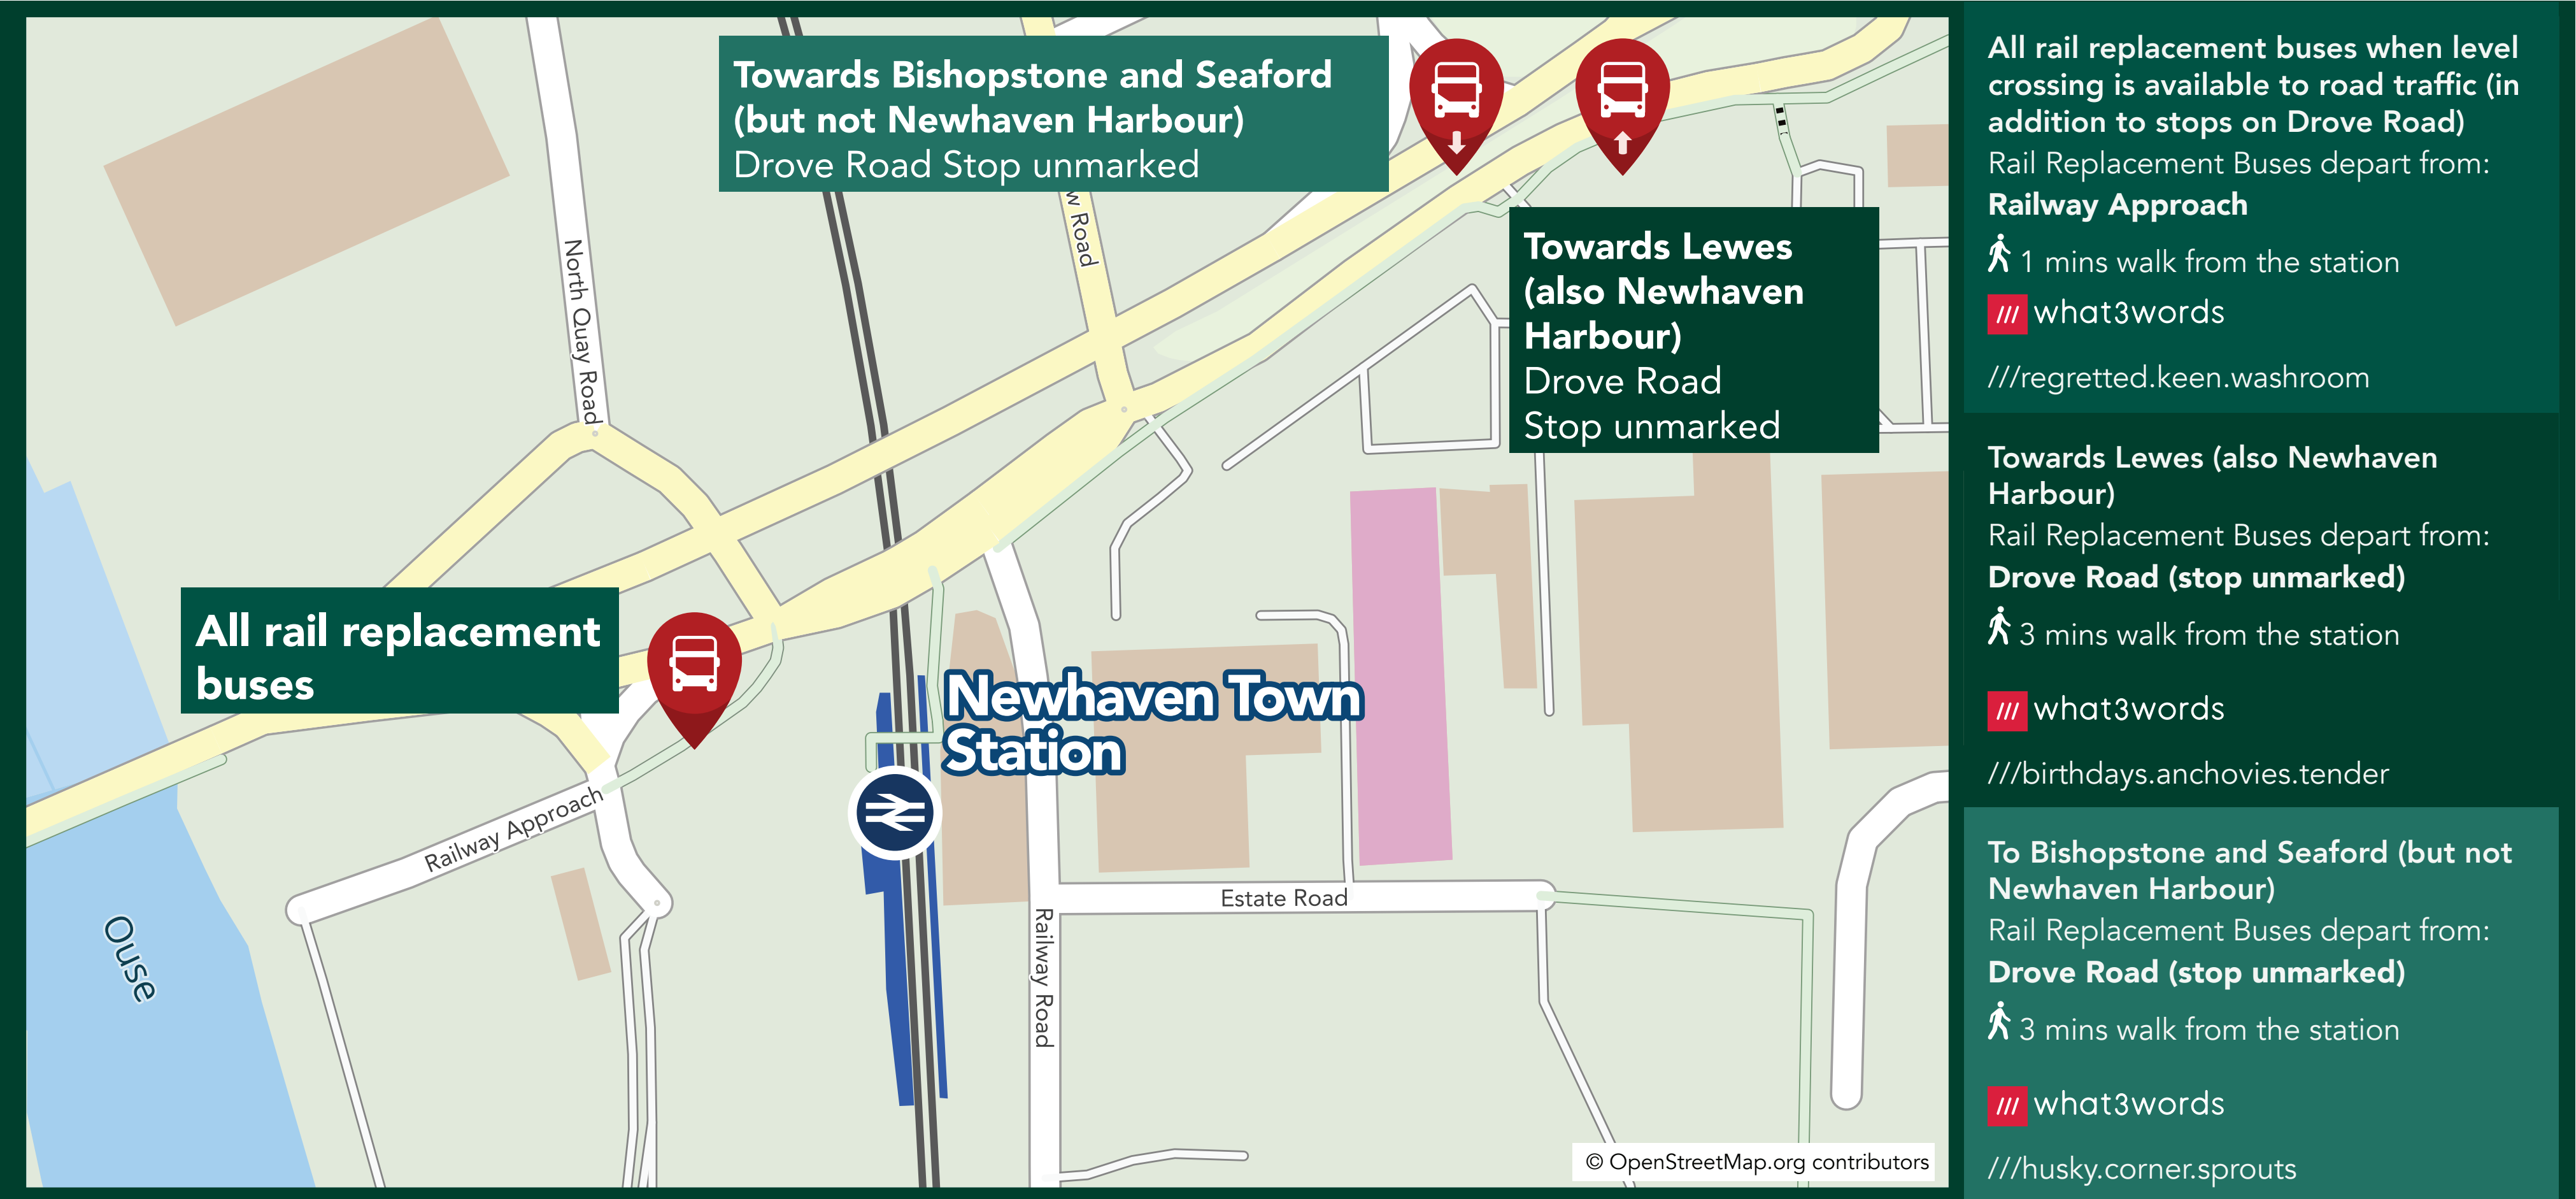 Towards Bishopstone and Seaford
(but not Newhaven Harbour)
Drove Road Stop unmarked
w Road
North Quay Road
Towards Lewes
(also Newhaven
Harbour)
Drove Road
Stop unmarked
All rail replacement
buses
Newhaven Town
Station
Railway Approach
Estate Road
Railway Road
Ouse
© OpenStreetMap.org contributors
All rail replacement buses when level
crossing is available to road traffic (in
addition to stops on Drove Road)
Rail Replacement Buses depart from:
Railway Approach
1 mins walk from the station
/// what3words
///regretted.keen.washroom
Towards Lewes (also Newhaven
Harbour)
Rail Replacement Buses depart from:
Drove Road (stop unmarked)
3 mins walk from the station
/// what3words
///birthdays.anchovies.tender
To Bishopstone and Seaford (but not
Newhaven Harbour)
Rail Replacement Buses depart from:
Drove Road (stop unmarked)
3 mins walk from the station
/// what3words
///husky.corner.sprouts